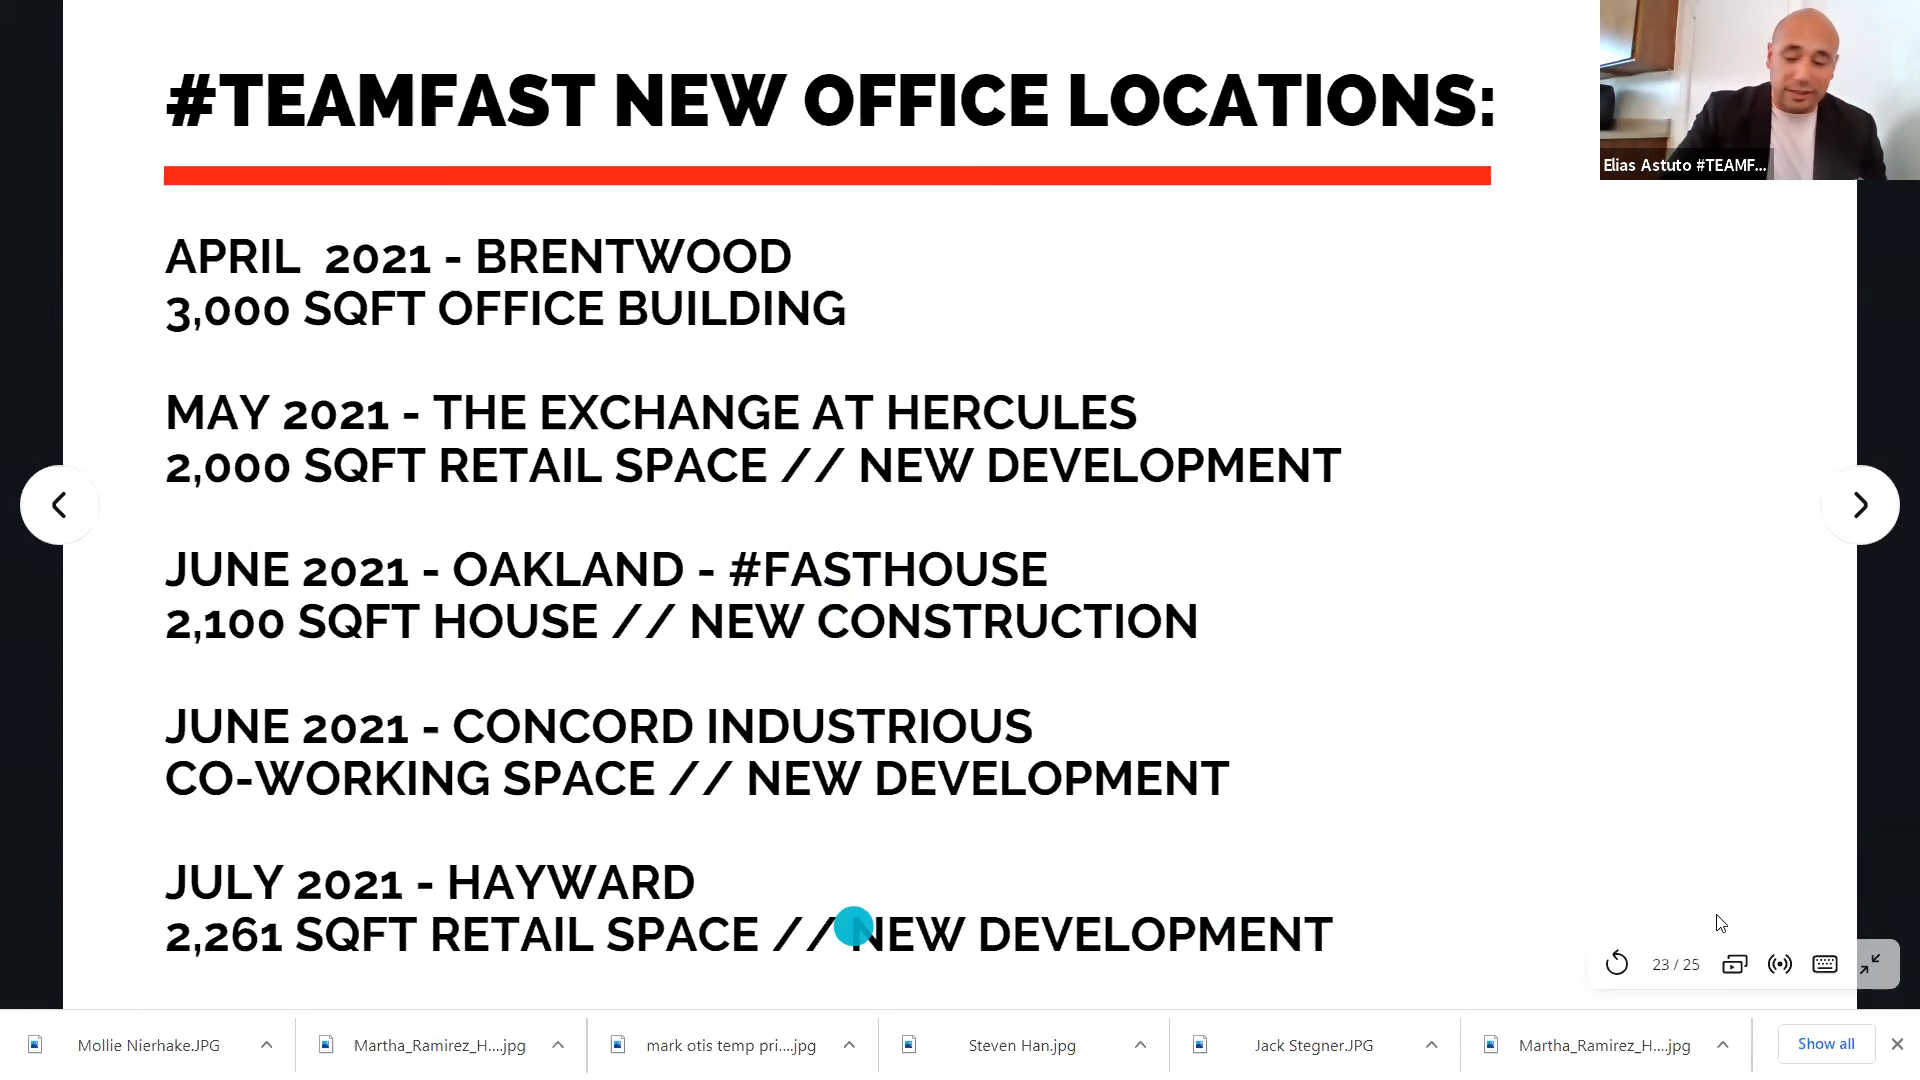 #TEAMFAST NEW OFFICE LOCATIONS:
Elias Astuto #TEAMF...
APRIL 2021 - BRENTWOOD
3,000 SQFT OFFICE BUILDING
MAY 2021 - THE EXCHANGE AT HERCULES
2,000 SQFT RETAIL SPACE // NEW DEVELOPMENT
JUNE 2021 - OAKLAND - #FASTHOUSE
2,100 SQFT HOUSE // NEW CONSTRUCTION
JUNE 2021 - CONCORD INDUSTRIOUS
CO-WORKING SPACE // NEW DEVELOPMENT
JULY 2021 - HAYWARD
2,261 SQFT RETAIL SPACE // NEW DEVELOPMENT
23 / 25
Mollie Nierhake.JPG
Martha_Ramirez_H....jpg
mark otis temp pri....jpg
Steven Han.jpg
Jack Stegner.JPG
Martha_Ramirez_H....jpg
Show all